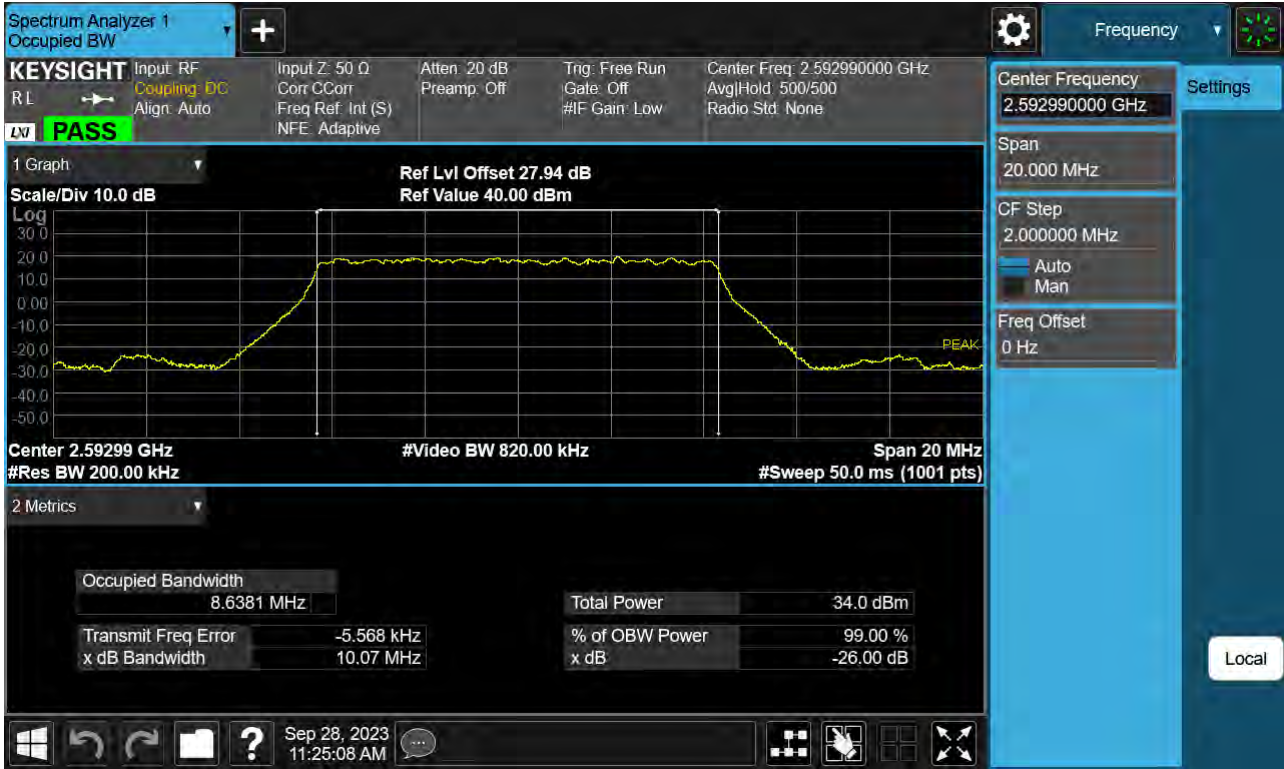 Spectrum Analyzer 1
Occupied BW
+
Frequency
KEYSIGHT
RL
LXI
PASS
Input: RF
Coupling: DC
Align: Auto
Input Z: 50 Ω
Corr CCorr
Freq Ref: Int (S)
NFE: Adaptive
Atten: 20 dB
Preamp: Off
Trig: Free Run
Gate: Off
#IF Gain: Low
Center Freq: 2.592990000 GHz
Avg|Hold: 500/500
Radio Std: None
Center Frequency
2.592990000 GHz
Settings
Span
20.000 MHz
CF Step
2.000000 MHz
Auto
Man
Freq Offset
0 Hz
Local
1 Graph
Scale/Div 10.0 dB
Ref Lvl Offset 27.94 dB
Ref Value 40.00 dBm
Log
30.0
20.0
10.0
0.00
-10.0
-20.0
-30.0
-40.0
-50.0
PEAK
Center 2.59299 GHz
#Video BW 820.00 kHz
Span 20 MHz
#Res BW 200.00 kHz
#Sweep 50.0 ms (1001 pts)
2 Metrics
Occupied Bandwidth
8.6381 MHz
Total Power 34.0 dBm
Transmit Freq Error -5.568 kHz
% of OBW Power 99.00 %
x dB Bandwidth 10.07 MHz
x dB -26.00 dB
?
Sep 28, 2023
11:25:08 AM